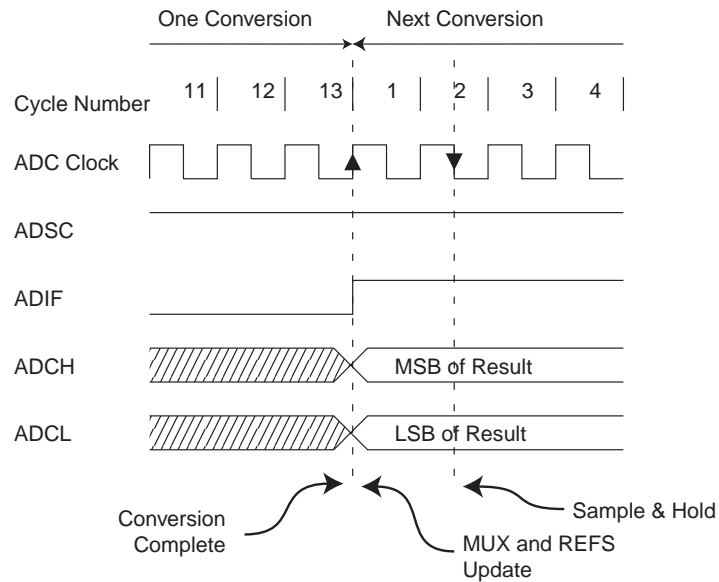 One Conversion Next Conversion
Cycle Number 11 12 13 1 2 3 4
ADC Clock
ADSC
ADIF
ADCH MSB of Result
ADCL LSB of Result
Conversion
Complete
MUX and REFS
Update
Sample & Hold